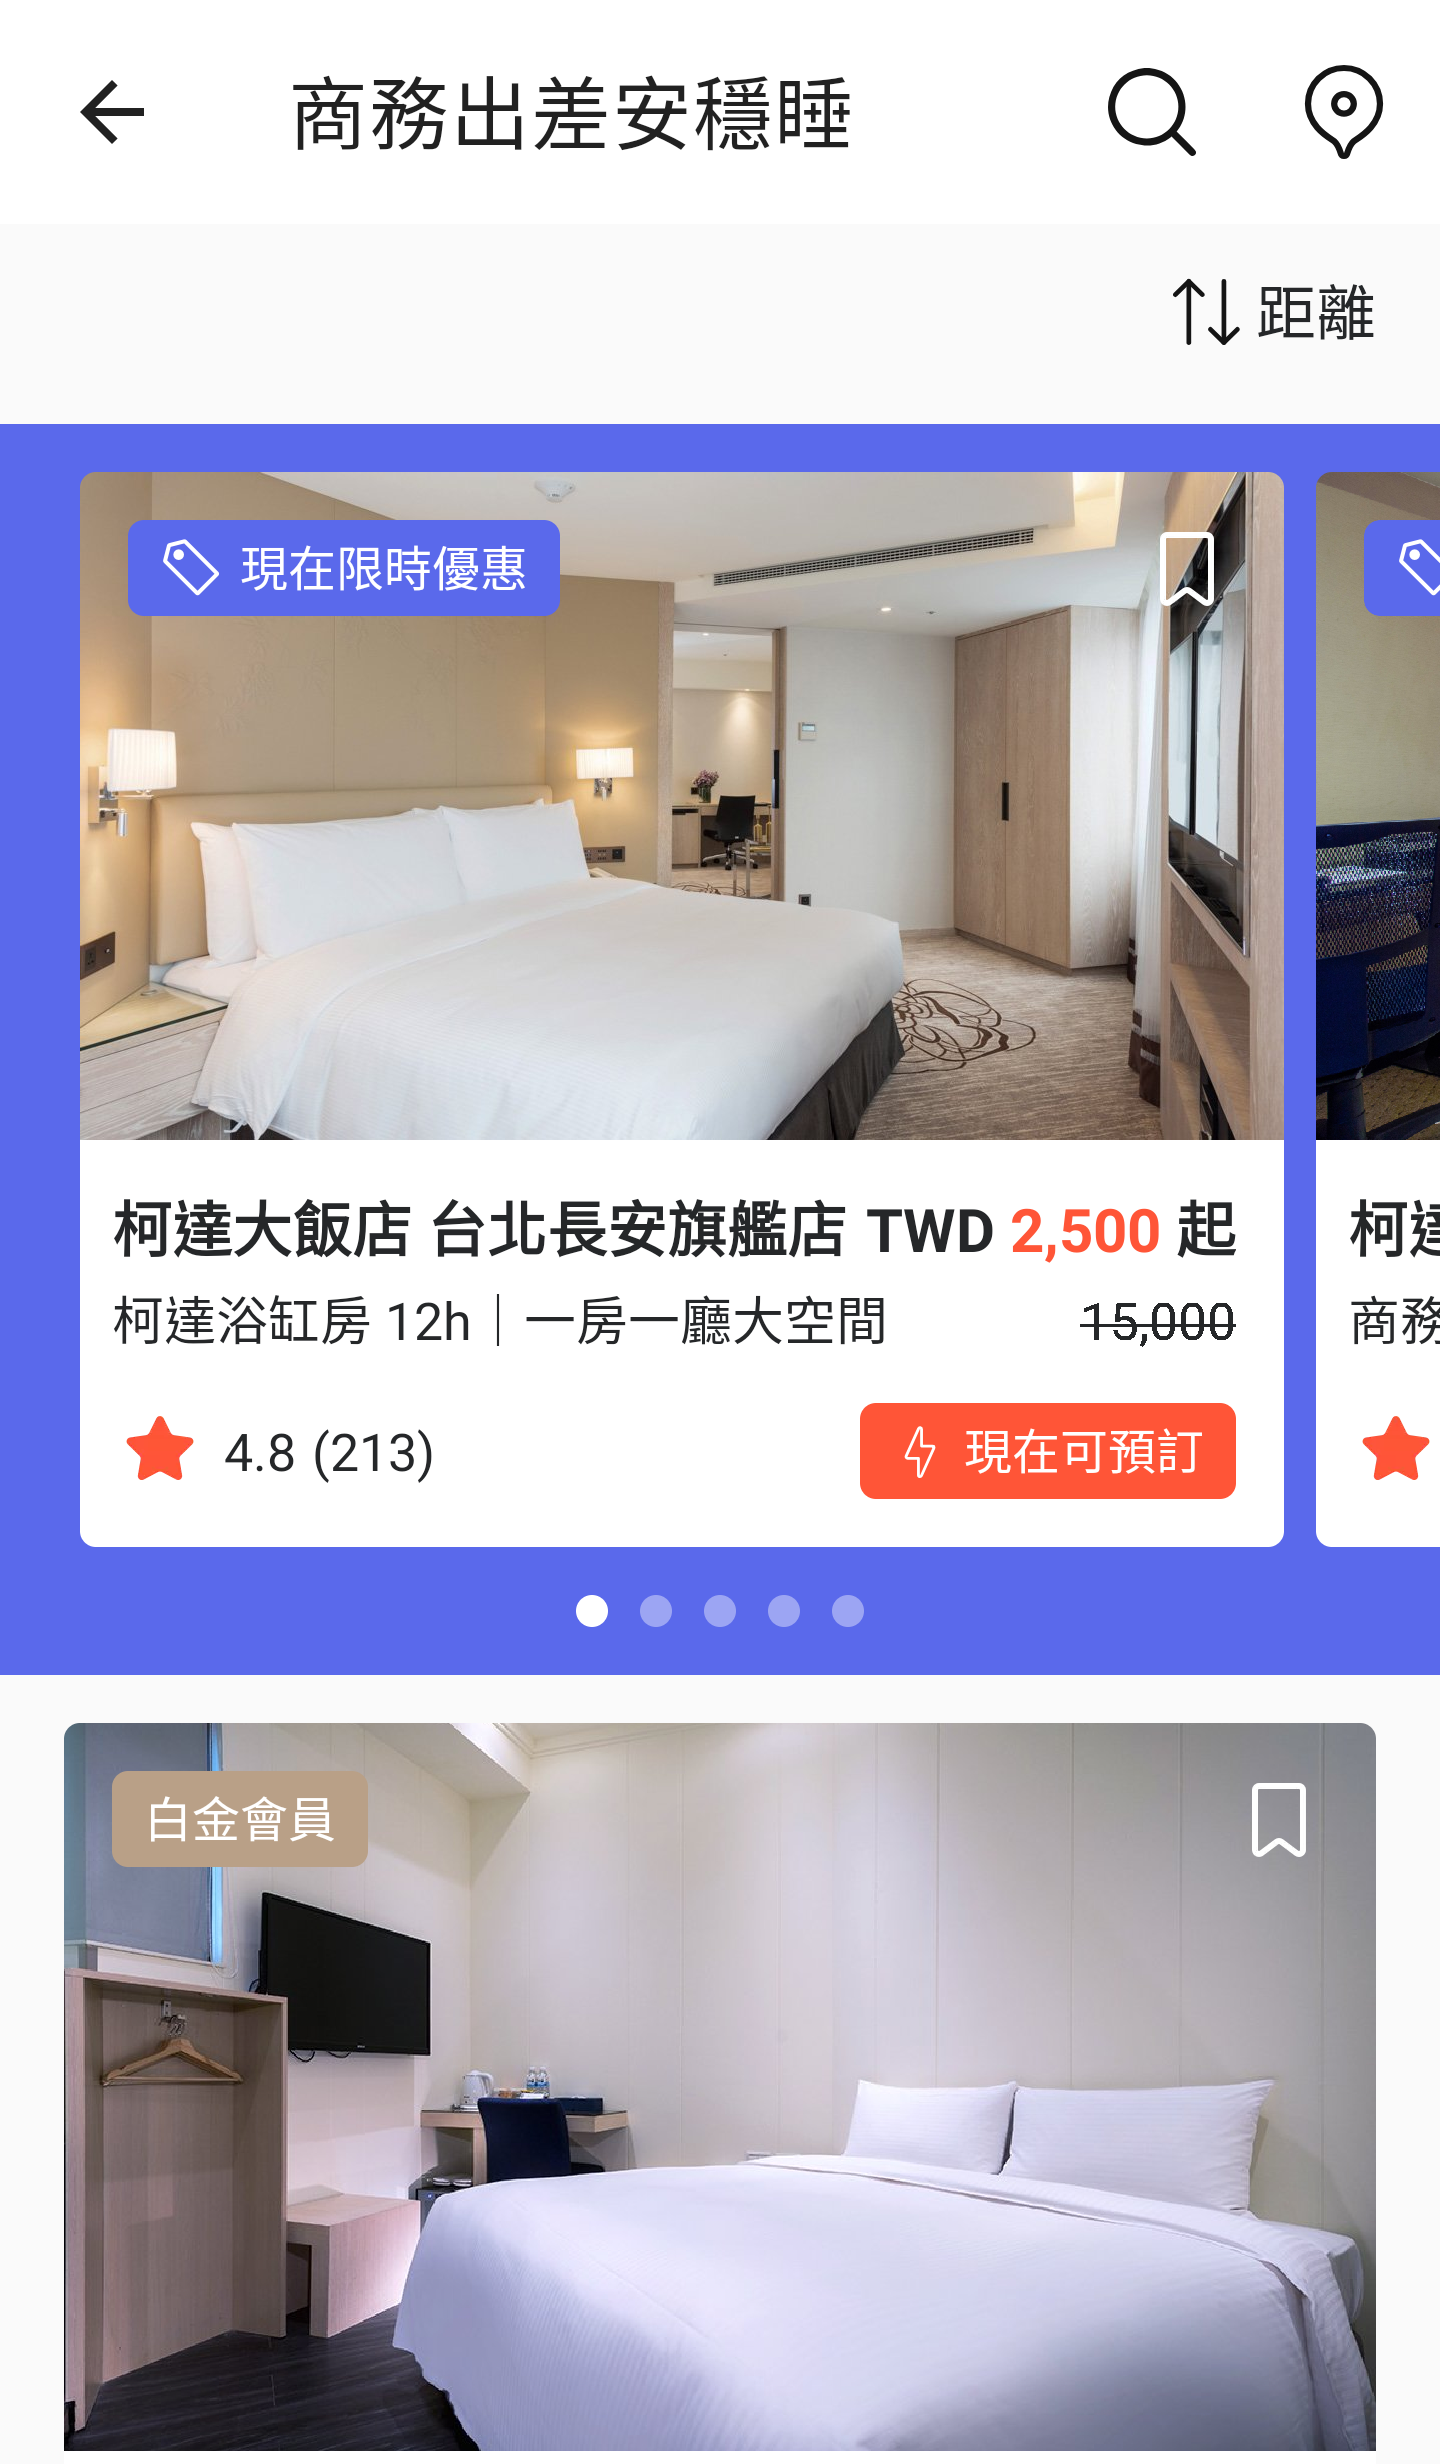 商務出差安穩睡
距離
現在限時優惠
柯達大飯店 台北長安旗艦店 TWD 2,500 起
柯達浴缸房 12h｜一房一廳大空間 15,000
4.8 (213) 現在可預訂
柯達
商務
白金會員